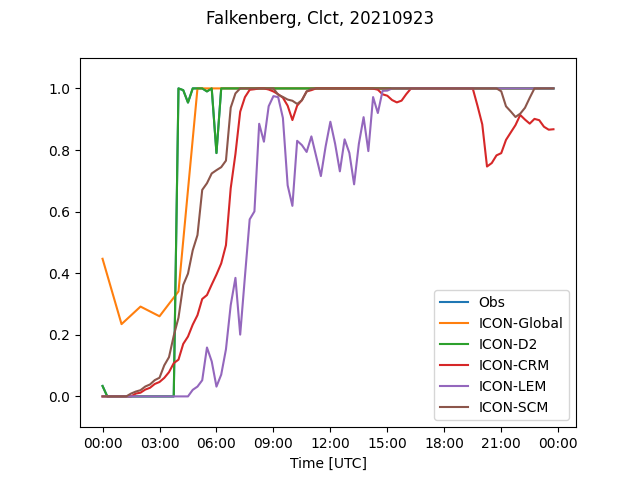 Falkenberg, Clct, 20210923
1.0
0.8
0.6
0.4
0.2
0.0
Obs
ICON-Global
ICON-D2
ICON-CRM
ICON-LEM
ICON-SCM
00:00 03:00 06:00 09:00 12:00 15:00 18:00 21:00 00:00
Time [UTC]